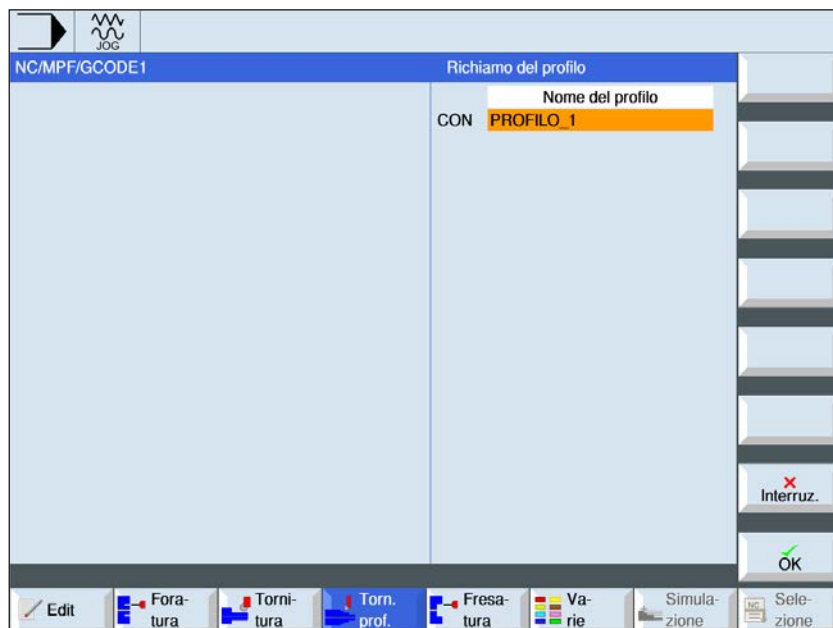 JOG
NC/MPF/GCODE1
Richiamo del profilo
Nome del profilo
CON PROFILO_1
Interruz.
OK
Edit
Fora-
tura
Torni-
tura
Torn.
prof.
Fresa-
tura
Va-
rie
Simula-
zione
NC
Sele-
zione